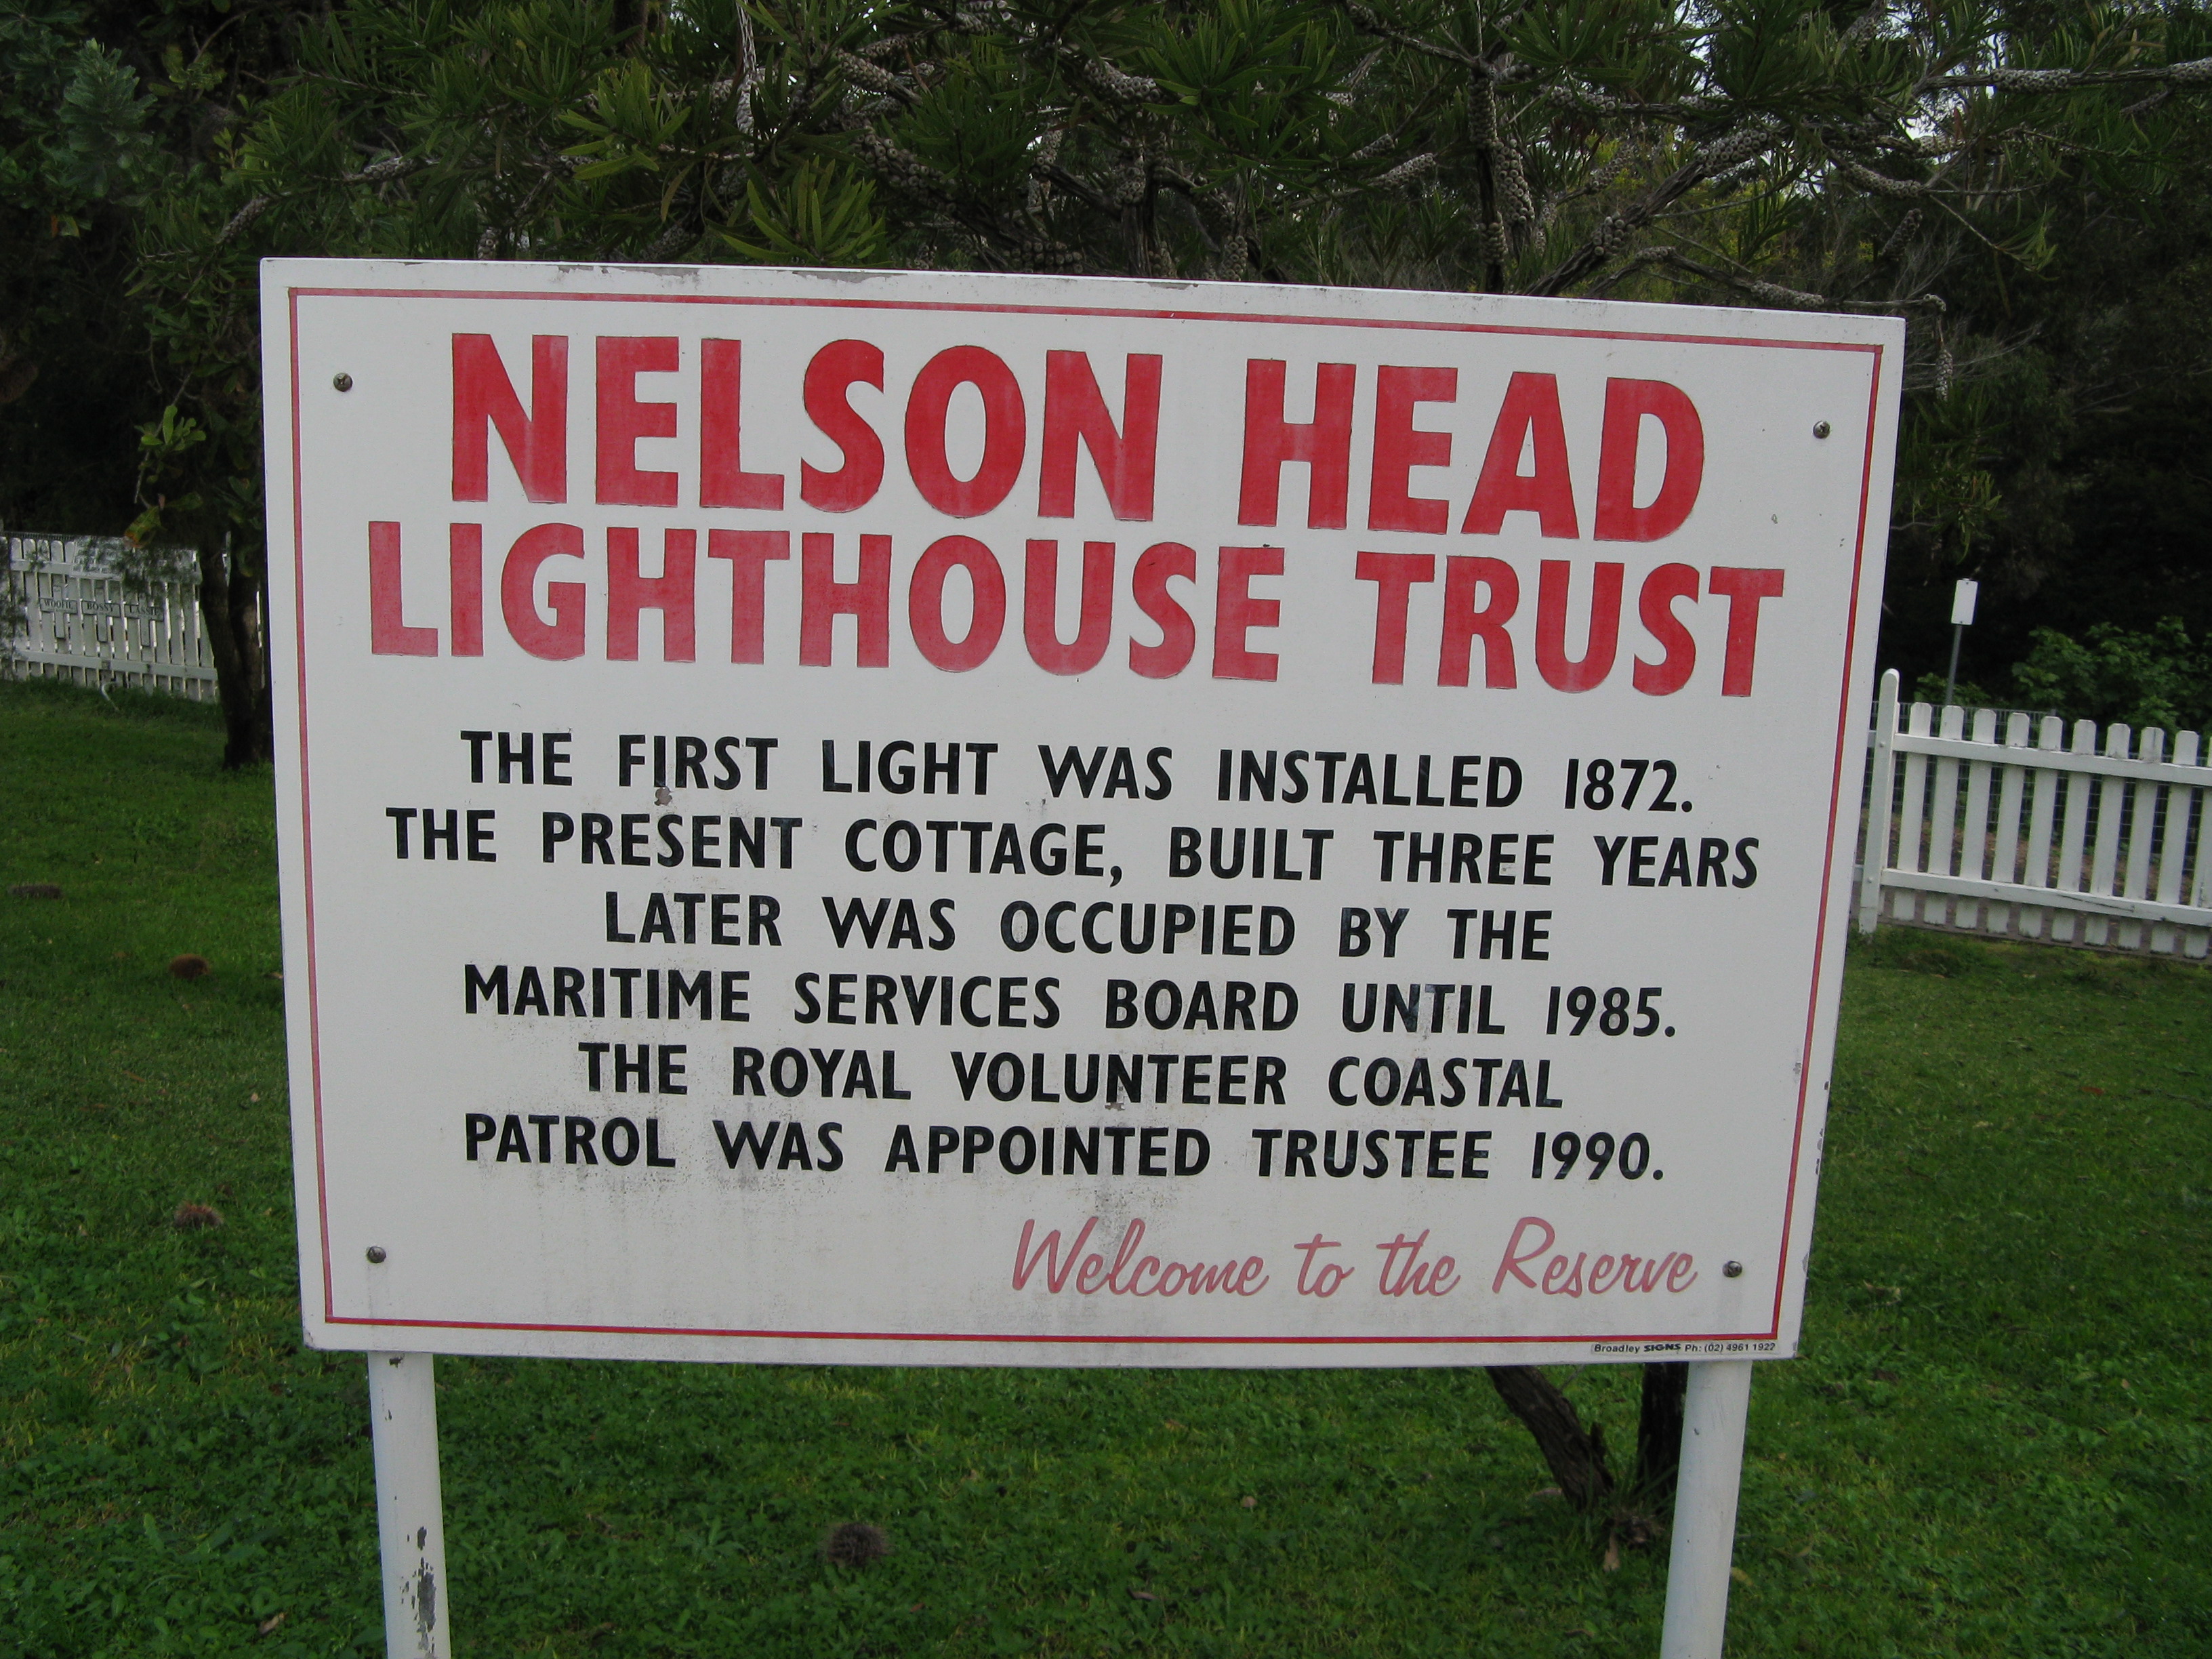 NELSON HEAD
LIGHTHOUSE TRUST
THE FIRST LIGHT WAS INSTALLED 1872.
THE PRESENT COTTAGE, BUILT THREE YEARS
LATER WAS OCCUPIED BY THE
MARITIME SERVICES BOARD UNTIL 1985.
THE ROYAL VOLUNTEER COASTAL
PATROL WAS APPOINTED TRUSTEE 1990.
Welcome to the Reserve
Broadley SIGNS Ph: (02) 4961 1922